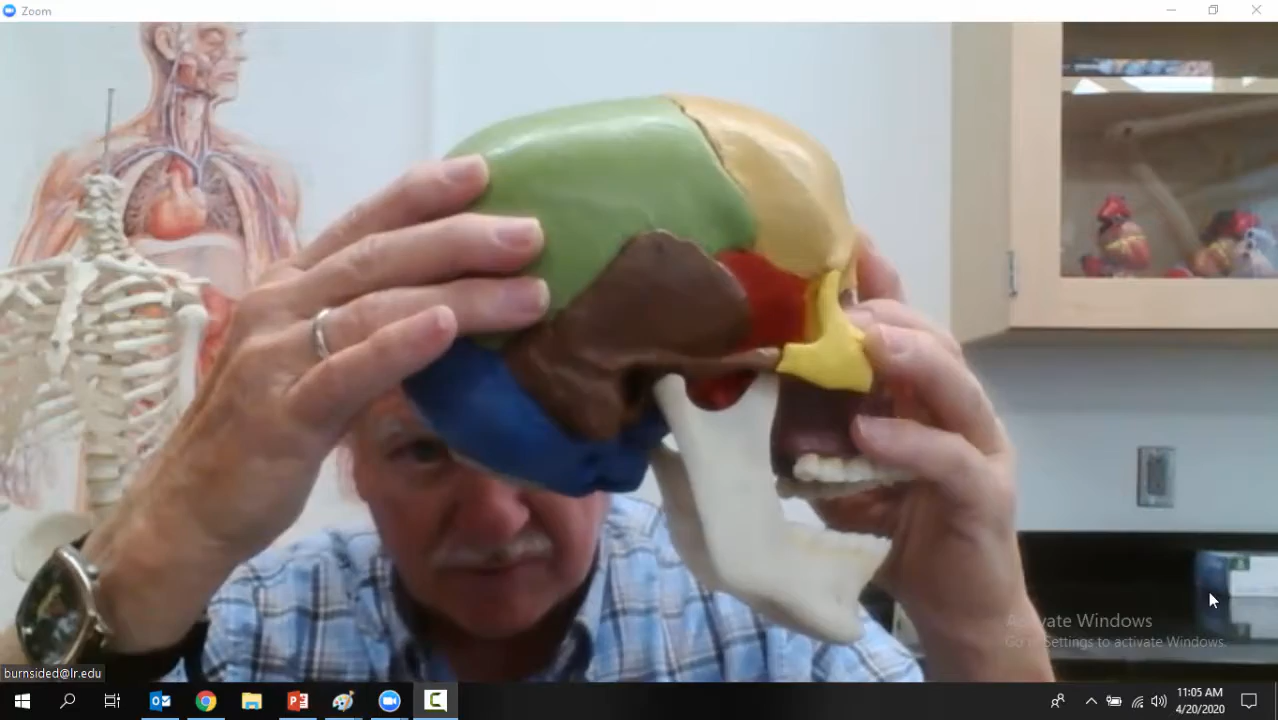 Zoom
Activate Windows
Go to Settings to activate Windows.
burnsided@lr.edu
11:05 AM
4/20/2020